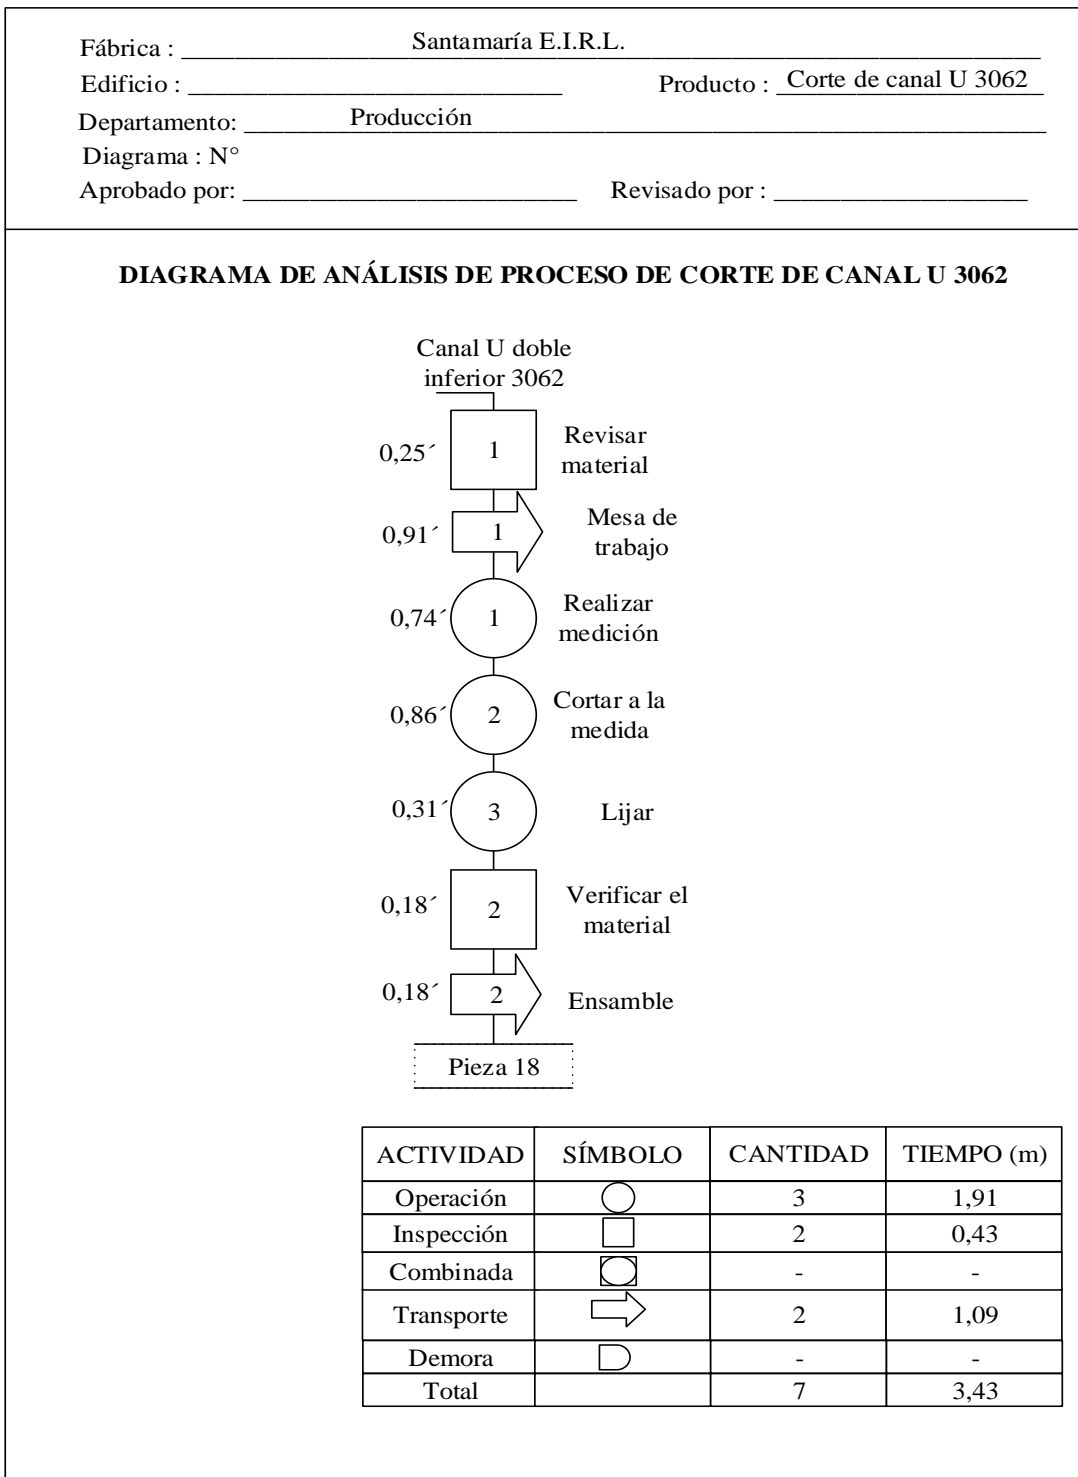 Fábrica : Santamaría E.I.R.L.
Edificio : Producto : Corte de canal U 3062
Departamento: Producción
Diagrama : N°
Aprobado por: Revisado por :
DIAGRAMA DE ANÁLISIS DE PROCESO DE CORTE DE CANAL U 3062
Canal U doble
inferior 3062
0,25´ 1 Revisar
material
0,91´ 1 Mesa de
trabajo
0,74´ 1 Realizar
medición
0,86´ 2 Cortar a la
medida
0,31´ 3 Lijar
0,18´ 2 Verificar el
material
0,18´ 2 Ensamble
Pieza 18
ACTIVIDAD SÍMBOLO CANTIDAD TIEMPO (m)
Operación 3 1,91
Inspección 2 0,43
Combinada - -
Transporte 2 1,09
Demora - -
Total 7 3,43